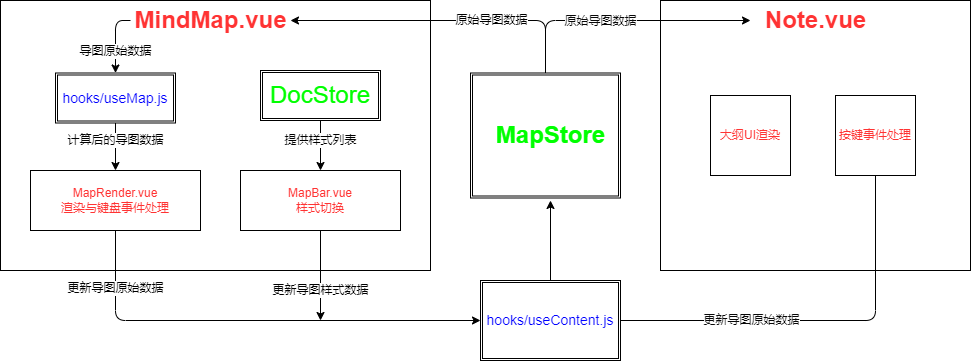 MindMap.vue
原始导图数据
原始导图数据
Note.vue
导图原始数据
hooks/useMap.js
DocStore
MapStore
大纲UI渲染
按键事件处理
计算后的导图数据
提供样式列表
MapRender.vue
渲染与键盘事件处理
MapBar.vue
样式切换
更新导图原始数据
更新导图样式数据
hooks/useContent.js
更新导图原始数据